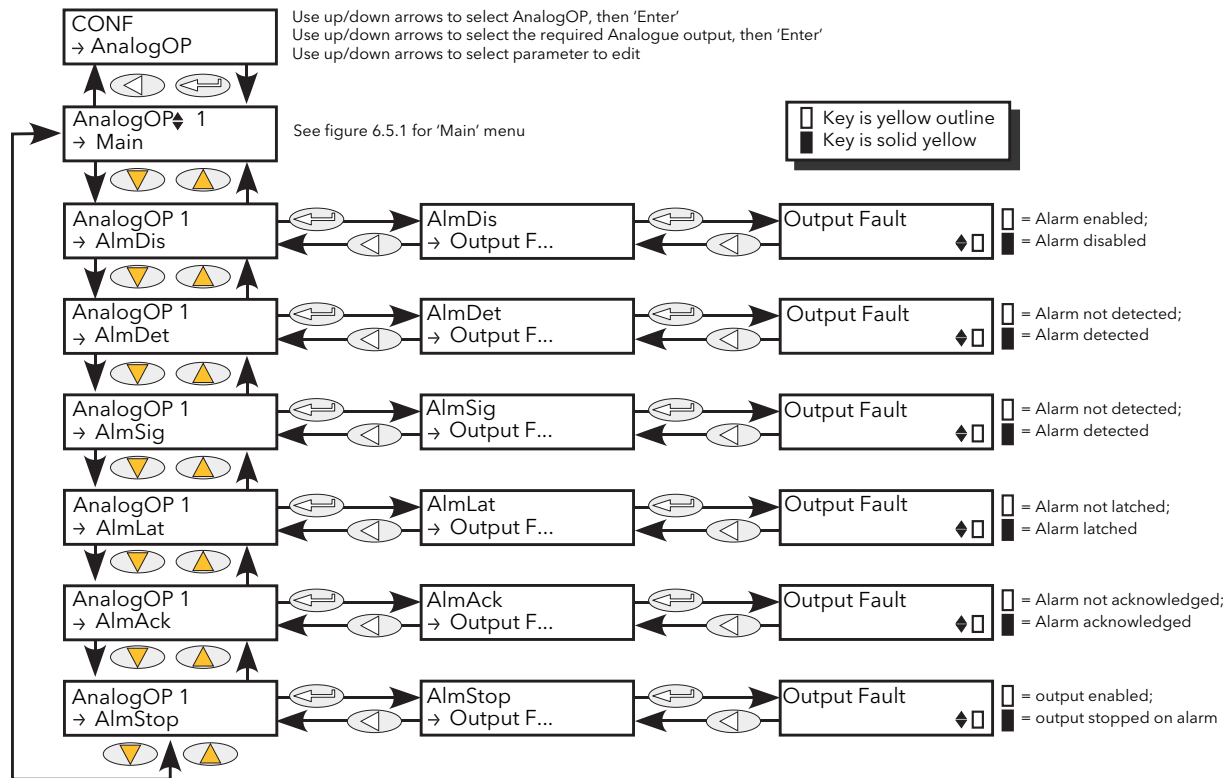 CONF
→ AnalogOP
Use up/down arrows to select AnalogOP, then ‘Enter’
Use up/down arrows to select the required Analogue output, then ‘Enter’
Use up/down arrows to select parameter to edit
AnalogOP 1
→ Main
See figure 6.5.1 for ‘Main’ menu
Key is yellow outline
Key is solid yellow
AnalogOP 1
→ AlmDis
AlmDis
→ Output F...
Output Fault
= Alarm enabled;
= Alarm disabled
AnalogOP 1
→ AlmDet
AlmDet
→ Output F...
Output Fault
= Alarm not detected;
= Alarm detected
AnalogOP 1
→ AlmSig
AlmSig
→ Output F...
Output Fault
= Alarm not detected;
= Alarm detected
AnalogOP 1
→ AlmLat
AlmLat
→ Output F...
Output Fault
= Alarm not latched;
= Alarm latched
AnalogOP 1
→ AlmAck
AlmAck
→ Output F...
Output Fault
= Alarm not acknowledged;
= Alarm acknowledged
AnalogOP 1
→ AlmStop
AlmStop
→ Output F...
Output Fault
= output enabled;
= output stopped on alarm